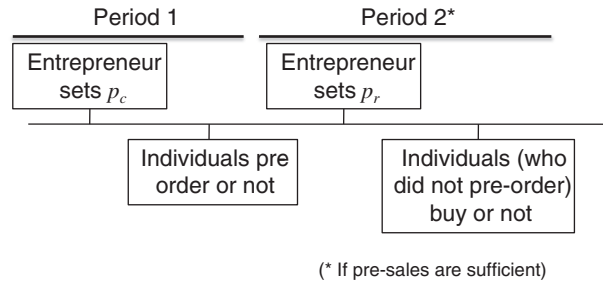 Period 1
Period 2*
Entrepreneur
sets p_c
Entrepreneur
sets p_r
Individuals pre
order or not
Individuals (who
did not pre-order)
buy or not
(* If pre-sales are sufficient)